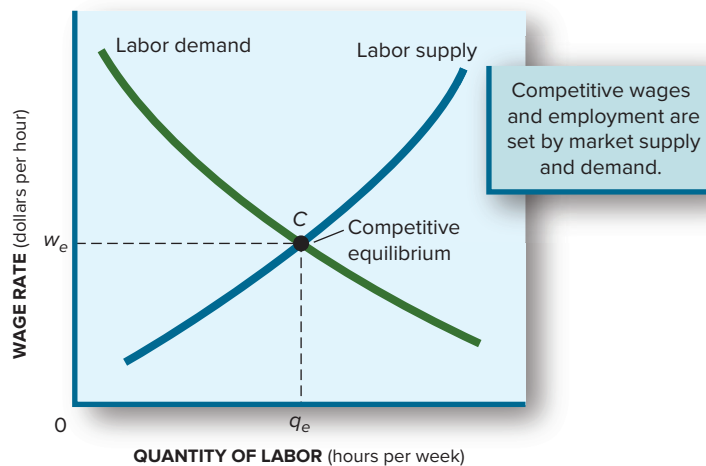 Labor demand
Labor supply
Competitive wages
and employment are
set by market supply
and demand.
C
Competitive
equilibrium
we
WAGE RATE (dollars per hour)
0
qe
QUANTITY OF LABOR (hours per week)